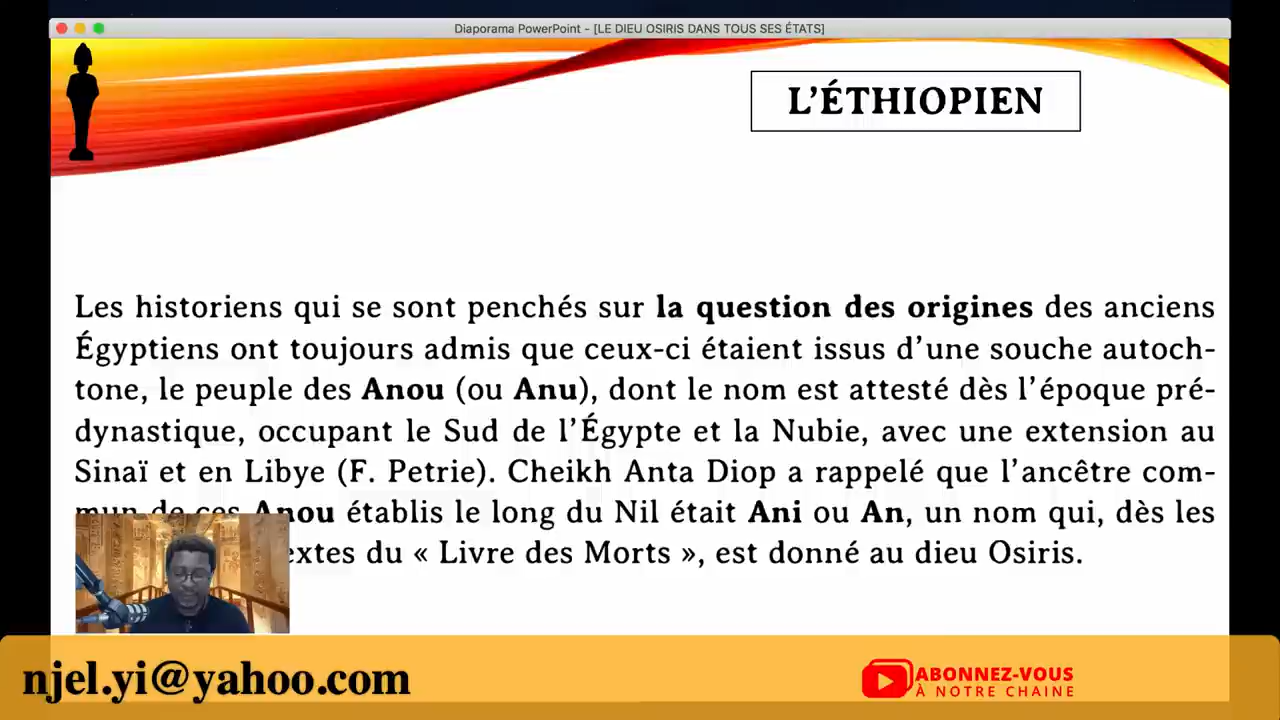 Diaporama PowerPoint - [LE DIEU OSIRIS DANS TOUS SES ÉTATS]
L’ÉTHIOPIEN
Les historiens qui se sont penchés sur la question des origines des anciens
Égyptiens ont toujours admis que ceux-ci étaient issus d’une souche autoch-
tone, le peuple des Anou (ou Anu), dont le nom est attesté dès l’époque pré-
dynastique, occupant le Sud de l’Égypte et la Nubie, avec une extension au
Sinaï et en Libye (F. Petrie). Cheikh Anta Diop a rappelé que l’ancêtre com-
mun de ces Anou établis le long du Nil était Ani ou An, un nom qui, dès les
du « Livre des Morts », est donné au dieu Osiris.
njel.yi@yahoo.com
ABONNEZ-VOUS
À NOTRE CHAINE